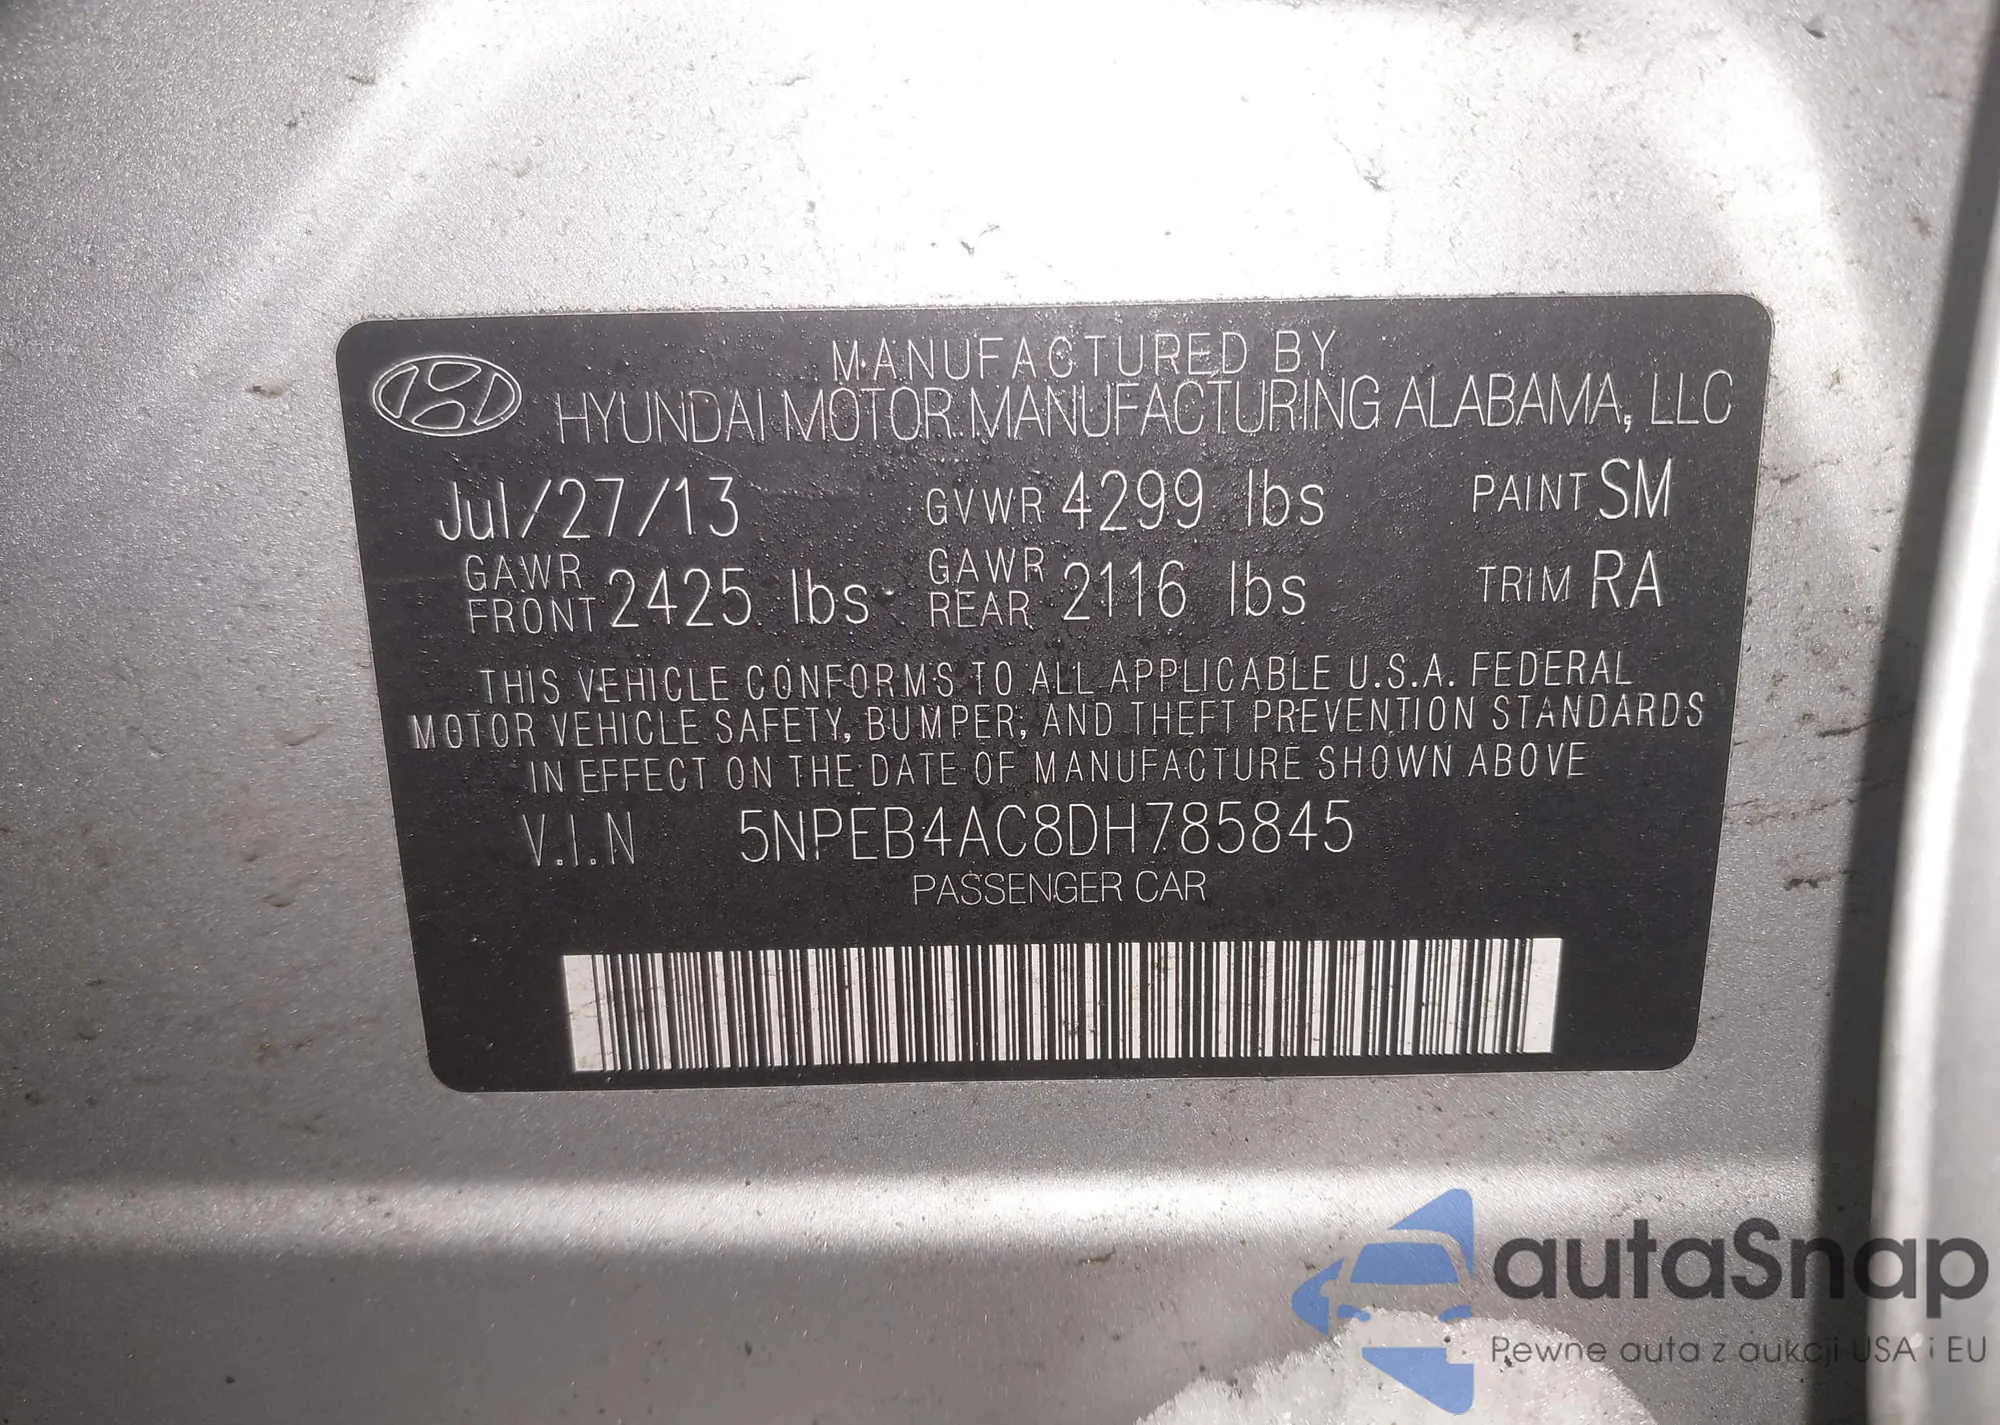 MANUFACTURED BY
HYUNDAI MOTOR MANUFACTURING ALABAMA, LLC
Jul/27/13 GVWR 4299 lbs PAINT SM
GAWR FRONT 2425 lbs GAWR REAR 2116 lbs TRIM RA
THIS VEHICLE CONFORMS TO ALL APPLICABLE U.S.A. FEDERAL
MOTOR VEHICLE SAFETY, BUMPER, AND THEFT PREVENTION STANDARDS
IN EFFECT ON THE DATE OF MANUFACTURE SHOWN ABOVE
V.I.N 5NPEB4AC8DH785845
PASSENGER CAR
autaSnap
Pewne auta z aukcji USA i EU